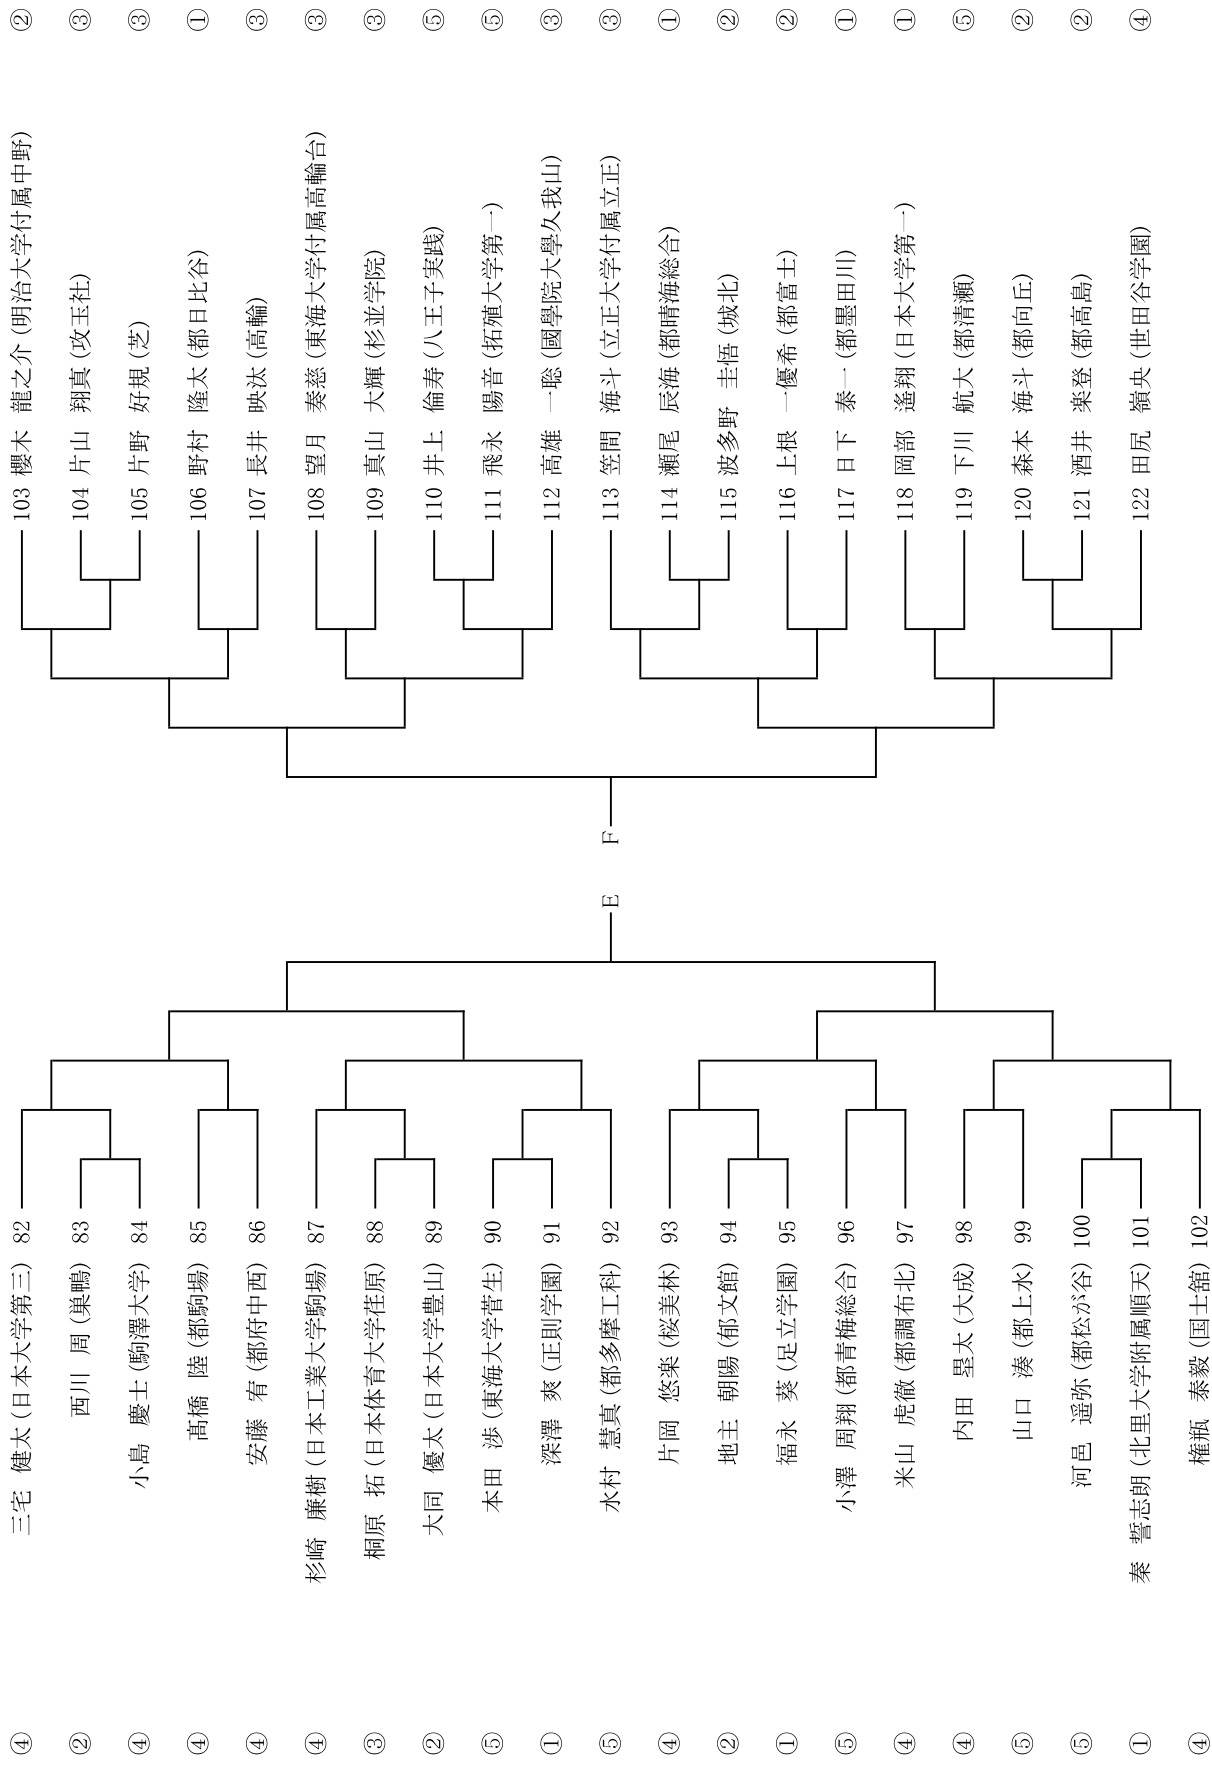 ④ 三宅　健太 (日本大学第三) 82
② 西川　周 (巣鴨) 83
③ 小島　慶士 (駒澤大学) 84
④ 髙橋　陸 (都駒場) 85
④ 安藤　宥 (都府中西) 86
④ 杉崎　廉樹 (日本工業大学駒場) 87
③ 桐原　拓 (日本体育大学荏原) 88
② 大同　優太 (日本大学豊山) 89
⑤ 本田　渉 (東海大学菅生) 90
① 深澤　爽 (正則学園) 91
⑤ 水村　慧真 (都多摩工科) 92
④ 片岡　悠楽 (桜美林) 93
② 地主　朝陽 (郁文館) 94
① 福永　葵 (足立学園) 95
⑤ 小澤　周翔 (都青梅総合) 96
④ 米山　虎徹 (都調布北) 97
④ 内田　塁太 (大成) 98
⑤ 山口　湊 (都上水) 99
⑤ 河邑　遥弥 (都松が谷) 100
① 秦　誓志朗 (北里大学附属順天) 101
④ 権瓶　泰毅 (国士舘) 102
E
F
103 櫻木　龍之介 (明治大学付属中野) ②
104 片山　翔真 (攻玉社) ③
105 片野　好規 (芝) ③
106 野村　隆太 (都日比谷) ①
107 長井　映汰 (高輪) ③
108 望月　奏慈 (東海大学付属高輪台) ③
109 真山　大輝 (杉並学院) ③
110 井上　倫寿 (八王子実践) ⑤
111 飛永　陽音 (拓殖大学第一) ⑤
112 高雄　一聡 (國學院大學久我山) ③
113 笠間　海斗 (立正大学付属立正) ③
114 瀬尾　辰海 (都晴海総合) ①
115 波多野　圭悟 (城北) ②
116 上根　一優希 (都富士) ②
117 日下　泰一 (都墨田川) ①
118 岡部　遙翔 (日本大学第一) ①
119 下川　航大 (都清瀬) ⑤
120 森本　海斗 (都向丘) ②
121 酒井　楽登 (都高島) ②
122 田尻　嶺央 (世田谷学園) ④